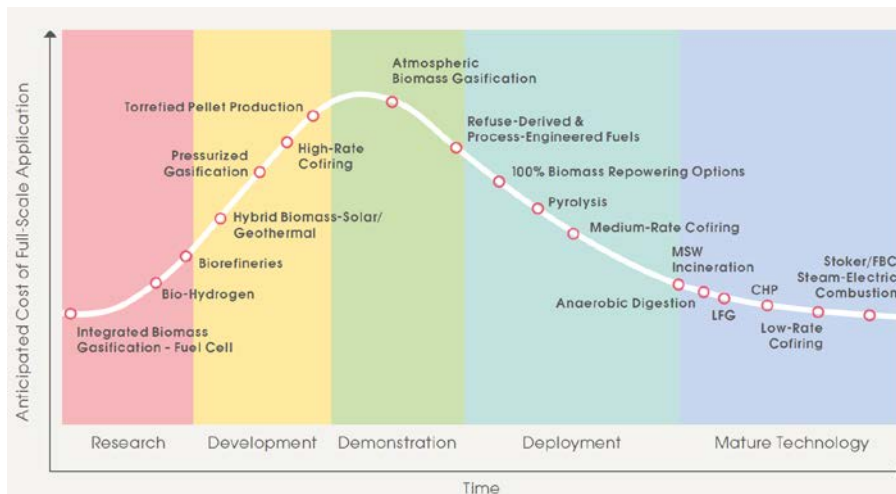 Anticipated Cost of Full-Scale Application
Atmospheric
Biomass Gasification
Torrefied Pellet Production
Refuse-Derived &
Process-Engineered Fuels
High-Rate
Cofiring
Pressurized
Gasification
100% Biomass Repowering Options
Pyrolysis
Hybrid Biomass-Solar/
Geothermal
Medium-Rate Cofiring
Biorefineries
MSW
Incineration
Stoker/FBC
Steam-Electric
Combustion
Bio-Hydrogen
Anaerobic Digestion
LFG
CHP
Low-Rate
Cofiring
Integrated Biomass
Gasification - Fuel Cell
Research
Development
Demonstration
Deployment
Mature Technology
Time